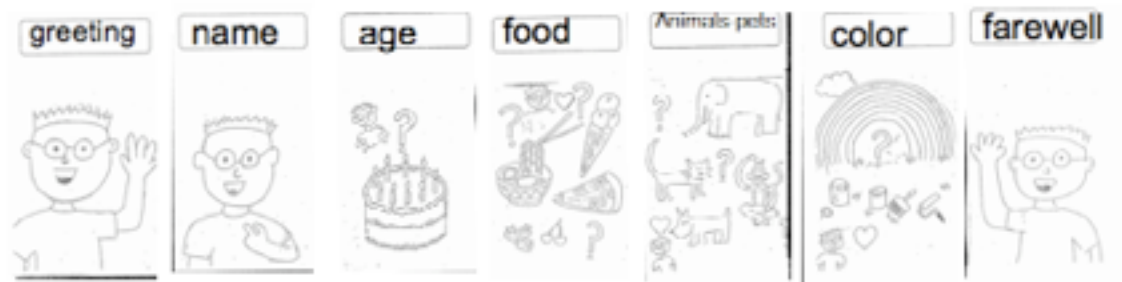 greeting
name
age
food
Animals-pets
color
farewell